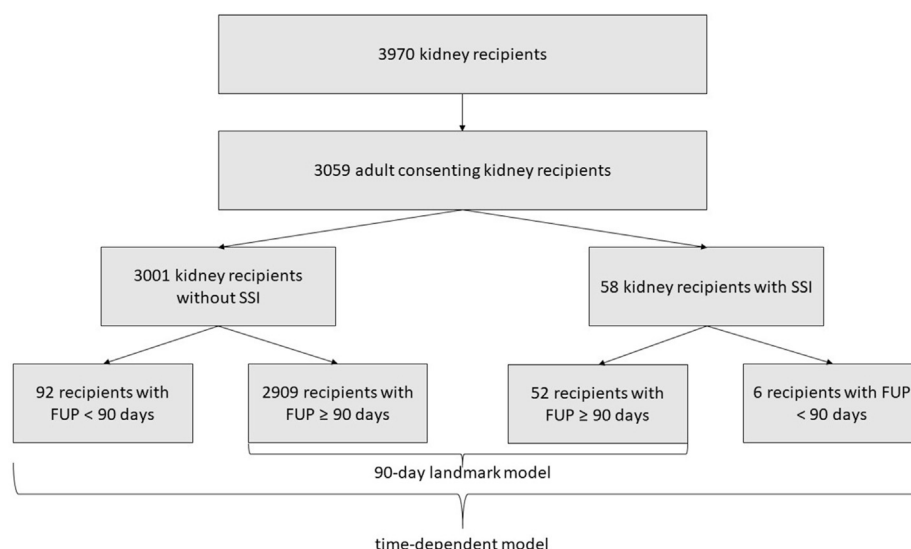 3970 kidney recipients
3059 adult consenting kidney recipients
3001 kidney recipients
without SSI
58 kidney recipients with SSI
92 recipients with
FUP < 90 days
2909 recipients with
FUP ≥ 90 days
52 recipients with
FUP ≥ 90 days
6 recipients with FUP
< 90 days
90-day landmark model
time-dependent model